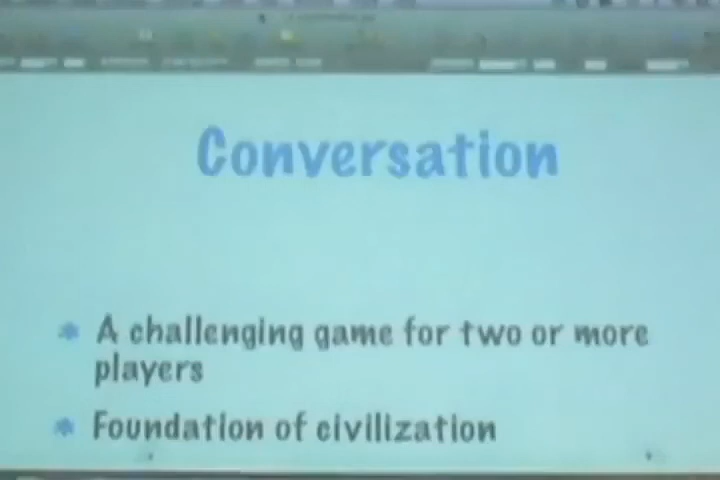 Conversation
A challenging game for two or more
players
Foundation of civilization